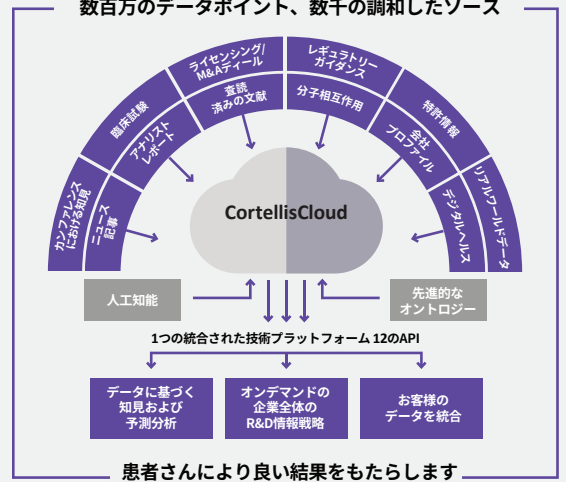 数百万のデータポイント、数千の調和したソース
カンファレンス
における知見
臨床試験
ライセンシング/
M&Aディール
レギュラトリー
ガイダンス
特許情報
リアルワールドデータ
ニュース
記事
アナリスト
レポート
査読
済みの文献
分子相互作用
会社
プロファイル
デジタルヘルス
CortellisCloud
人工知能
先進的な
オントロジー
1つの統合された技術プラットフォーム 12のAPI
データに基づく
知見および
予測分析
オンデマンドの
企業全体の
R&D情報戦略
お客様の
データを統合
患者さんにより良い結果をもたらします